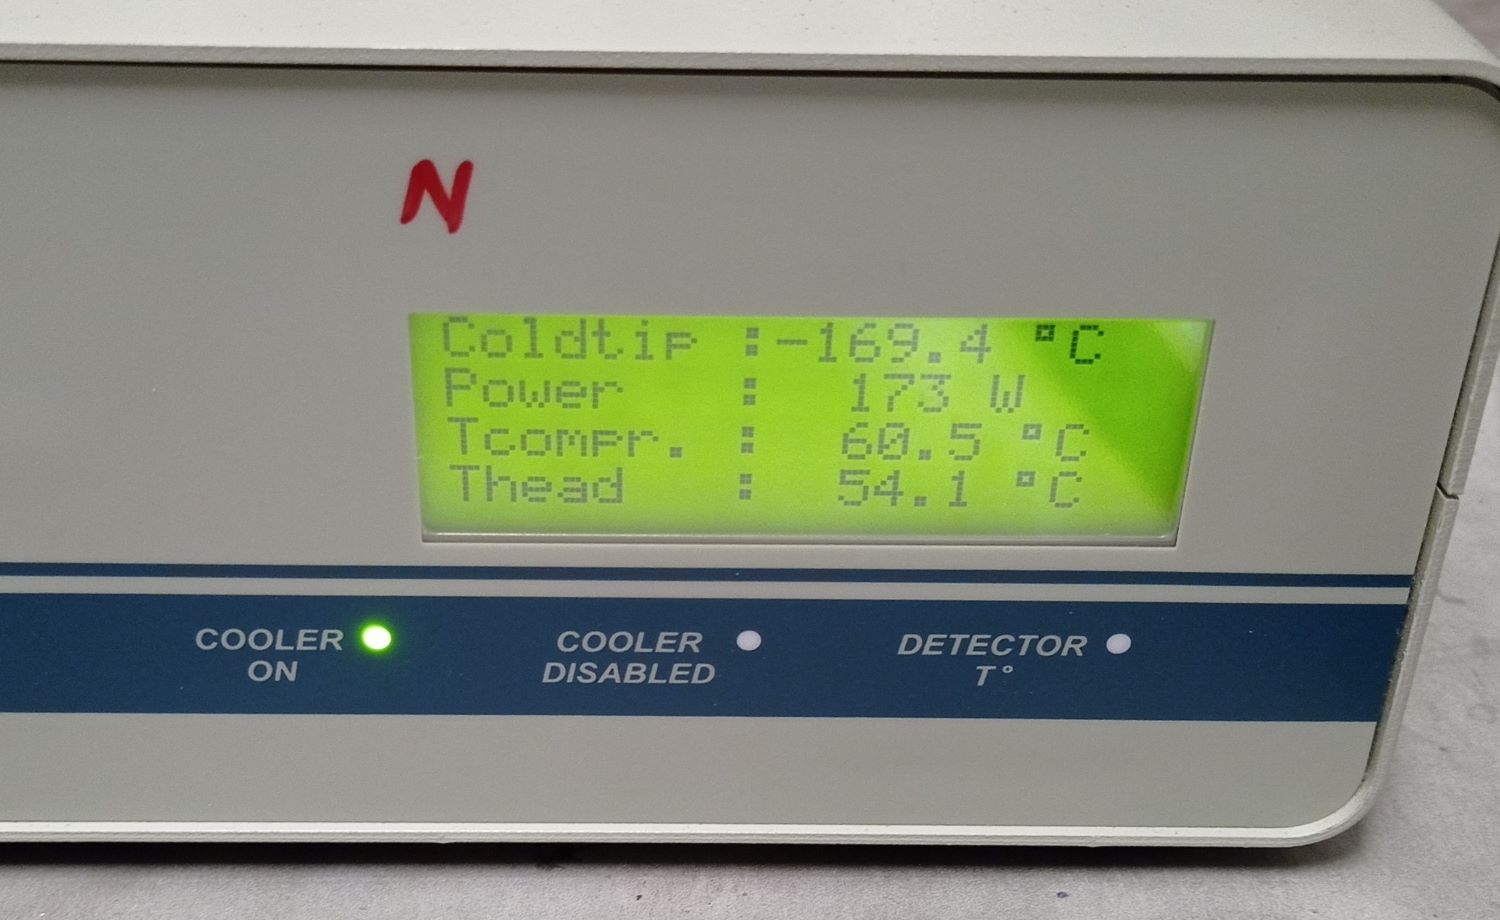 N
Coldtip :-169.4 °C
Power : 173 W
Tcompr. : 60.5 °C
Thead : 54.1 °C
COOLER ON
COOLER DISABLED
DETECTOR T°